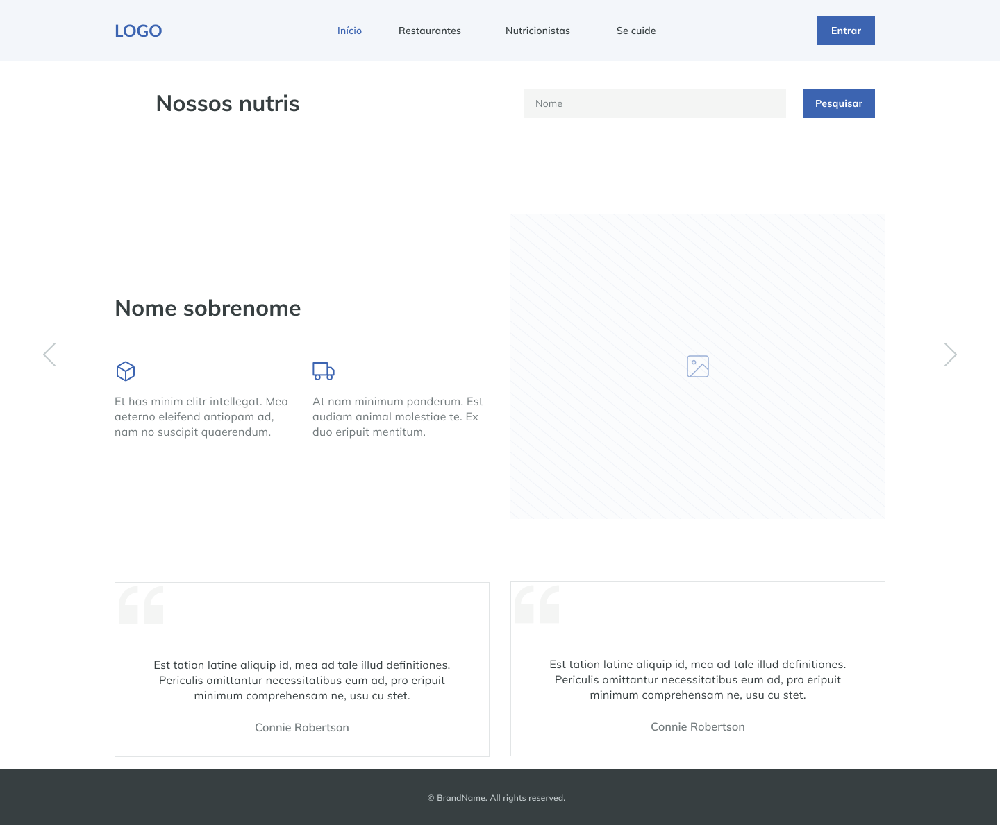 LOGO
Início
Restaurantes
Nutricionistas
Se cuide
Entrar
Nossos nutris
Nome
Pesquisar
Nome sobrenome
Et has minim elitr intellegat. Mea
aeterno eleifend antiopam ad,
nam no suscipit quaerendum.
At nam minimum ponderum. Est
audiam animal molestiae te. Ex
duo eripuit mentitum.
Est tation latine aliquip id, mea ad tale illud definitiones.
Periculis omittantur necessitatibus eum ad, pro eripuit
minimum comprehensam ne, usu cu stet.
Connie Robertson
Est tation latine aliquip id, mea ad tale illud definitiones.
Periculis omittantur necessitatibus eum ad, pro eripuit
minimum comprehensam ne, usu cu stet.
Connie Robertson
© BrandName. All rights reserved.